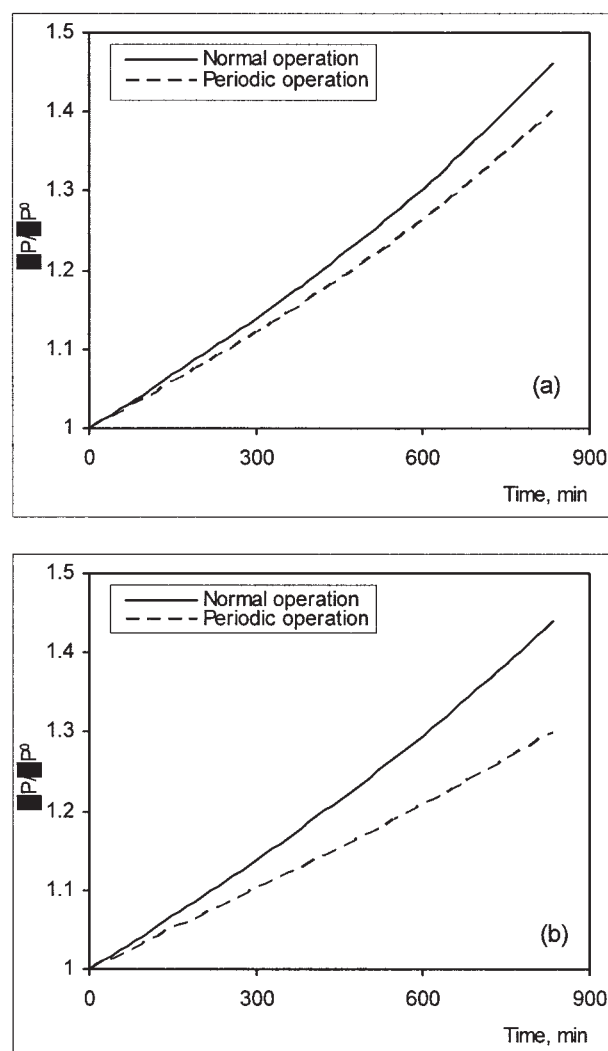 1.5
Normal operation
Periodic operation
1.4
1.3
P/ P⁰
1.2
1.1
(a)
1
0 300 600 900
Time, min
1.5
Normal operation
Periodic operation
1.4
1.3
P/ P⁰
1.2
1.1
(b)
1
0 300 600 900
Time, min